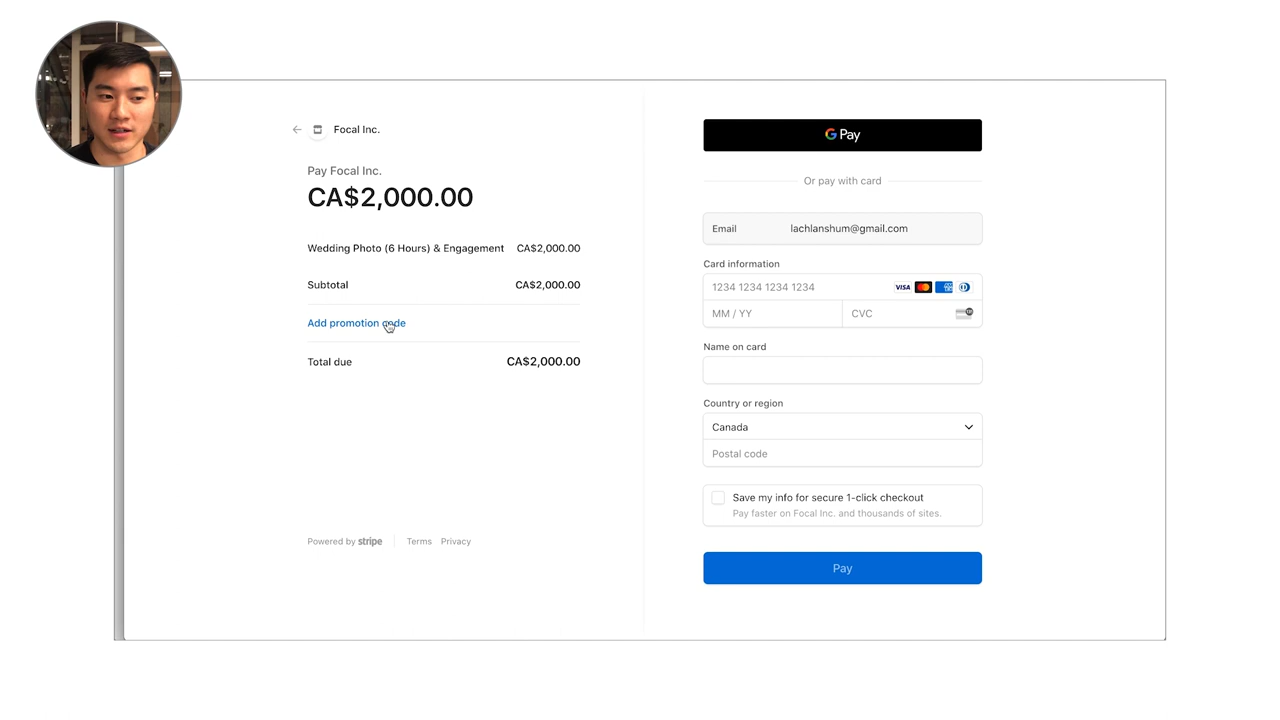 Focal Inc.
Pay Focal Inc.
CA$2,000.00
Wedding Photo (6 Hours) & Engagement CA$2,000.00
Subtotal CA$2,000.00
Add promotion code
Total due CA$2,000.00
Powered by stripe Terms Privacy
G Pay
Or pay with card
Email lachlanshum@gmail.com
Card information
1234 1234 1234 1234 VISA
MM / YY CVC
Name on card
Country or region
Canada
Postal code
Save my info for secure 1-click checkout
Pay faster on Focal Inc. and thousands of sites.
Pay